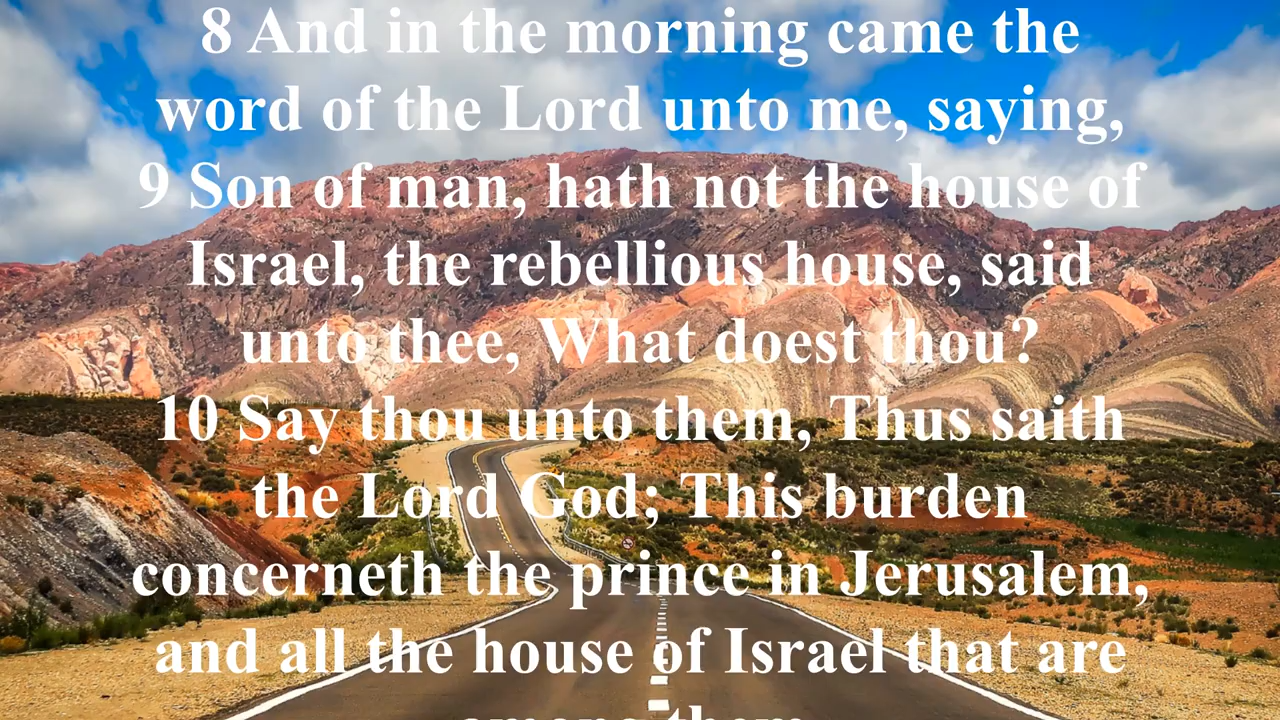 8 And in the morning came the
word of the Lord unto me, saying,
9 Son of man, hath not the house of
Israel, the rebellious house, said
unto thee, What doest thou?
10 Say thou unto them, Thus saith
the Lord God; This burden
concerneth the prince in Jerusalem,
and all the house of Israel that are
among them